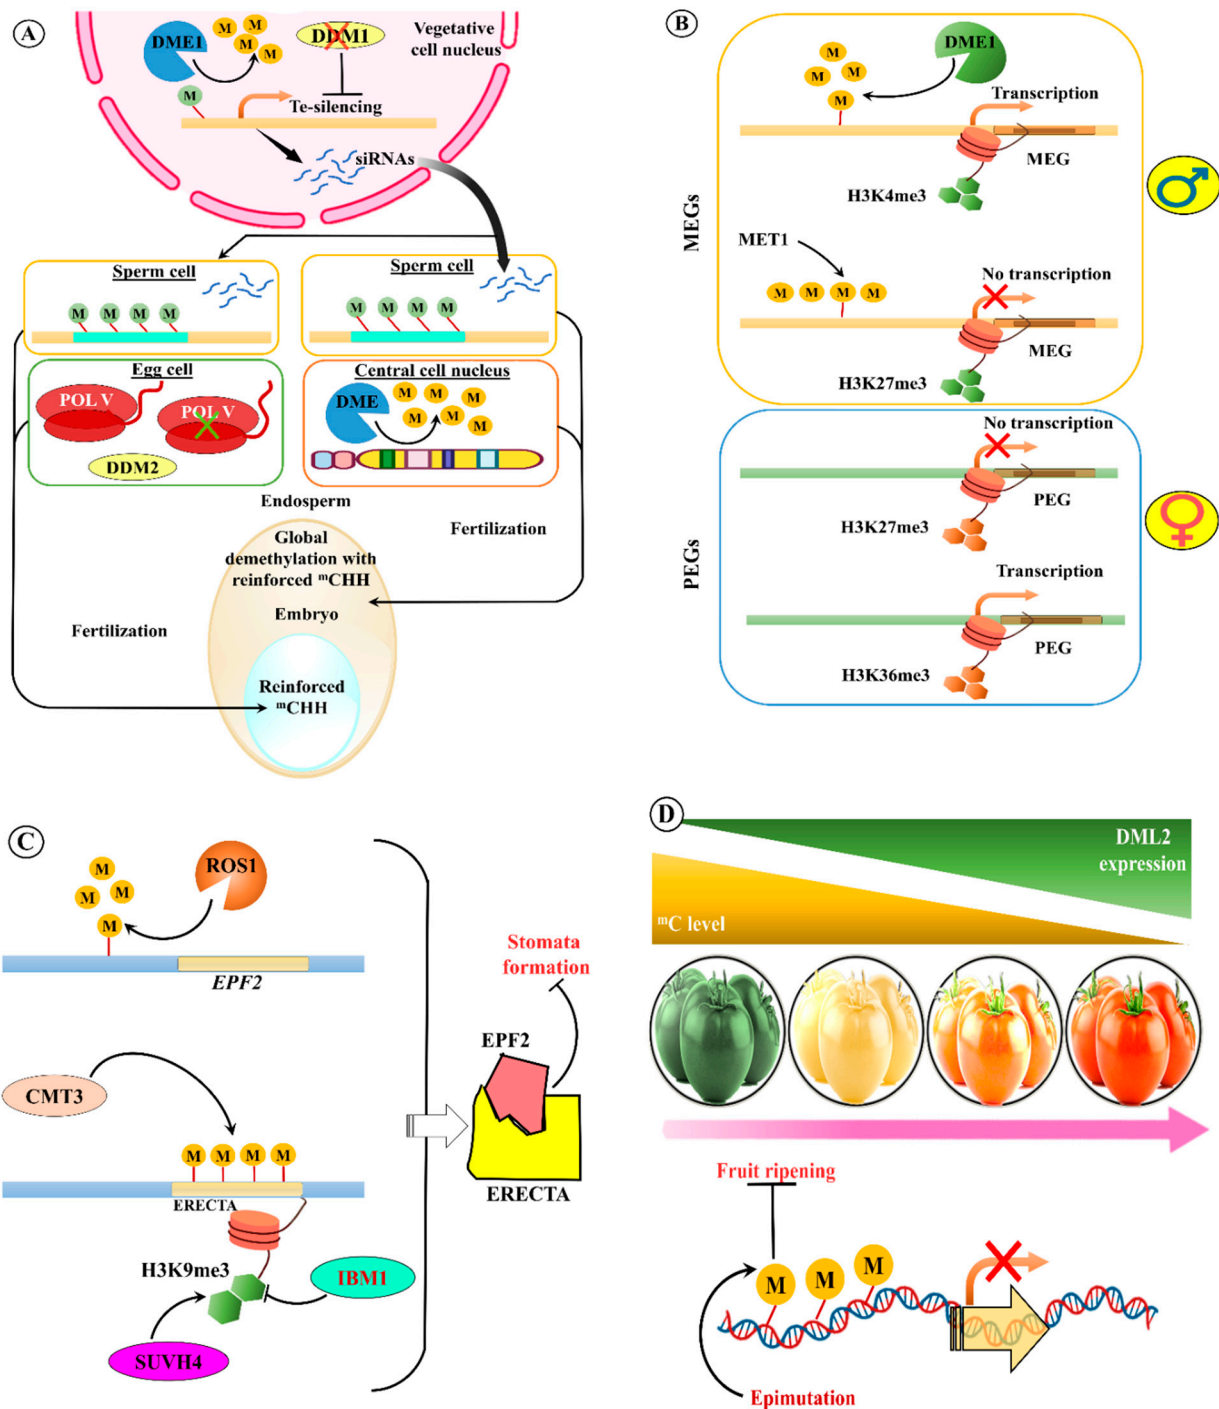 A
Vegetative
cell nucleus
DME1
M
M
M
M
M
DDM1
M
Te-silencing
siRNAs
Sperm cell
M M M M
Sperm cell
M M M M
Egg cell
POL V
POL V
DDM2
Central cell nucleus
DME
M
M
M
M
M
M
M
Endosperm
Fertilization
Global
demethylation with
reinforced mCHH
Embryo
Fertilization
Reinforced
mCHH
B
MEGs
DME1
M
M
M
M
Transcription
MEG
H3K4me3
MET1
M M M M
No transcription
MEG
H3K27me3
PEGs
No transcription
PEG
H3K27me3
Transcription
PEG
H3K36me3
C
ROS1
M
M
M
M
EPF2
CMT3
M M M M
ERECTA
H3K9me3
IBM1
SUVH4
Stomata
formation
EPF2
ERECTA
D
DML2
expression
mC level
Fruit ripening
M M M
Epimutation